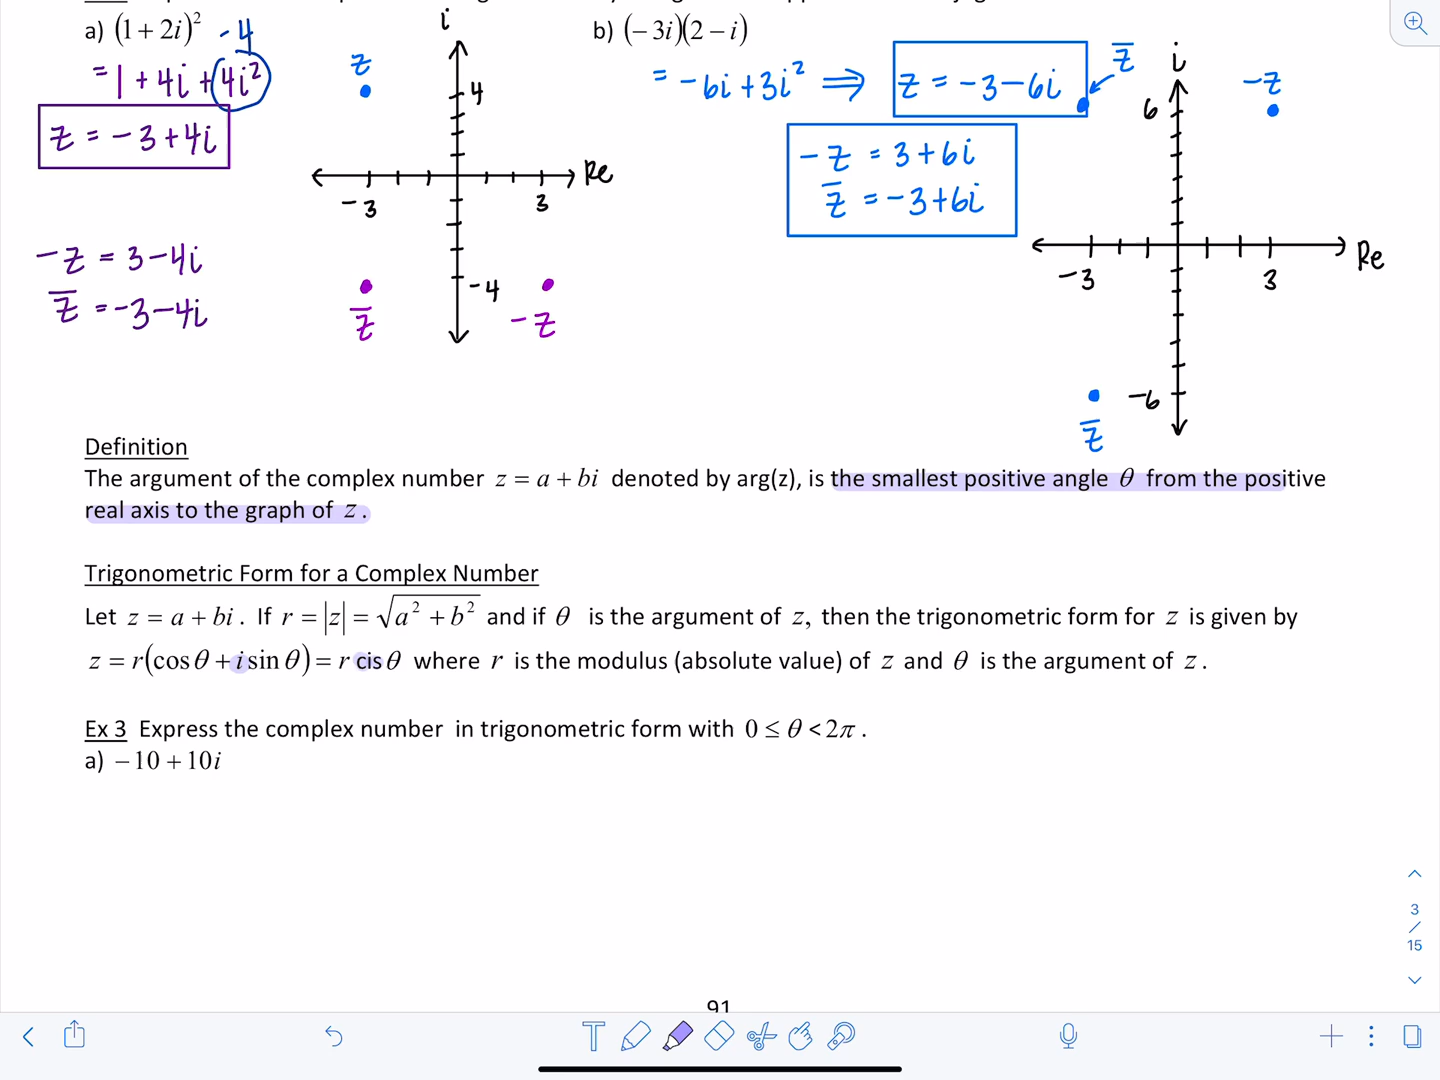 a) (1 + 2i)² - 4
= 1 + 4i + 4i²
z = -3 + 4i
-z = 3 - 4i
z̅ = -3 - 4i
i
z
4
Re
-3
3
-4
z̅
-z
b) (-3i)(2 - i)
= -6i + 3i² ⇒ z = -3 - 6i
-z = 3 + 6i
z̅ = -3 + 6i
z̅
i
-z
6
Re
-3
3
-6
z̅
Definition
The argument of the complex number z = a + bi denoted by arg(z), is the smallest positive angle θ from the positive
real axis to the graph of z.
Trigonometric Form for a Complex Number
Let z = a + bi. If r = |z| = √(a² + b²) and if θ is the argument of z, then the trigonometric form for z is given by
z = r(cos θ + i sin θ) = r cis θ where r is the modulus (absolute value) of z and θ is the argument of z.
Ex 3 Express the complex number in trigonometric form with 0 ≤ θ < 2π.
a) -10 + 10i
3
/
15
91
T